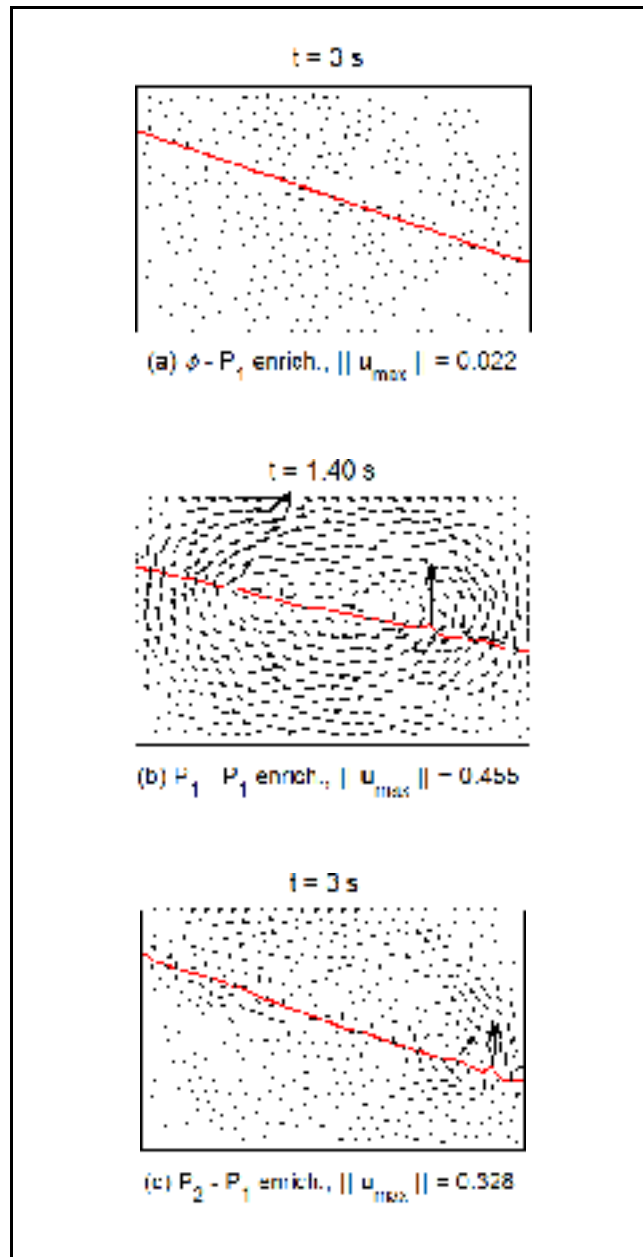 t = 3 s
(a) ϕ - P1 enrich., || umax | = 0.022
t = 1.40 s
(b) P1 - P1 enrich., | umax || = 0.455
t = 3 s
(c) P2 - P1 enrich., || umax || = 0.328